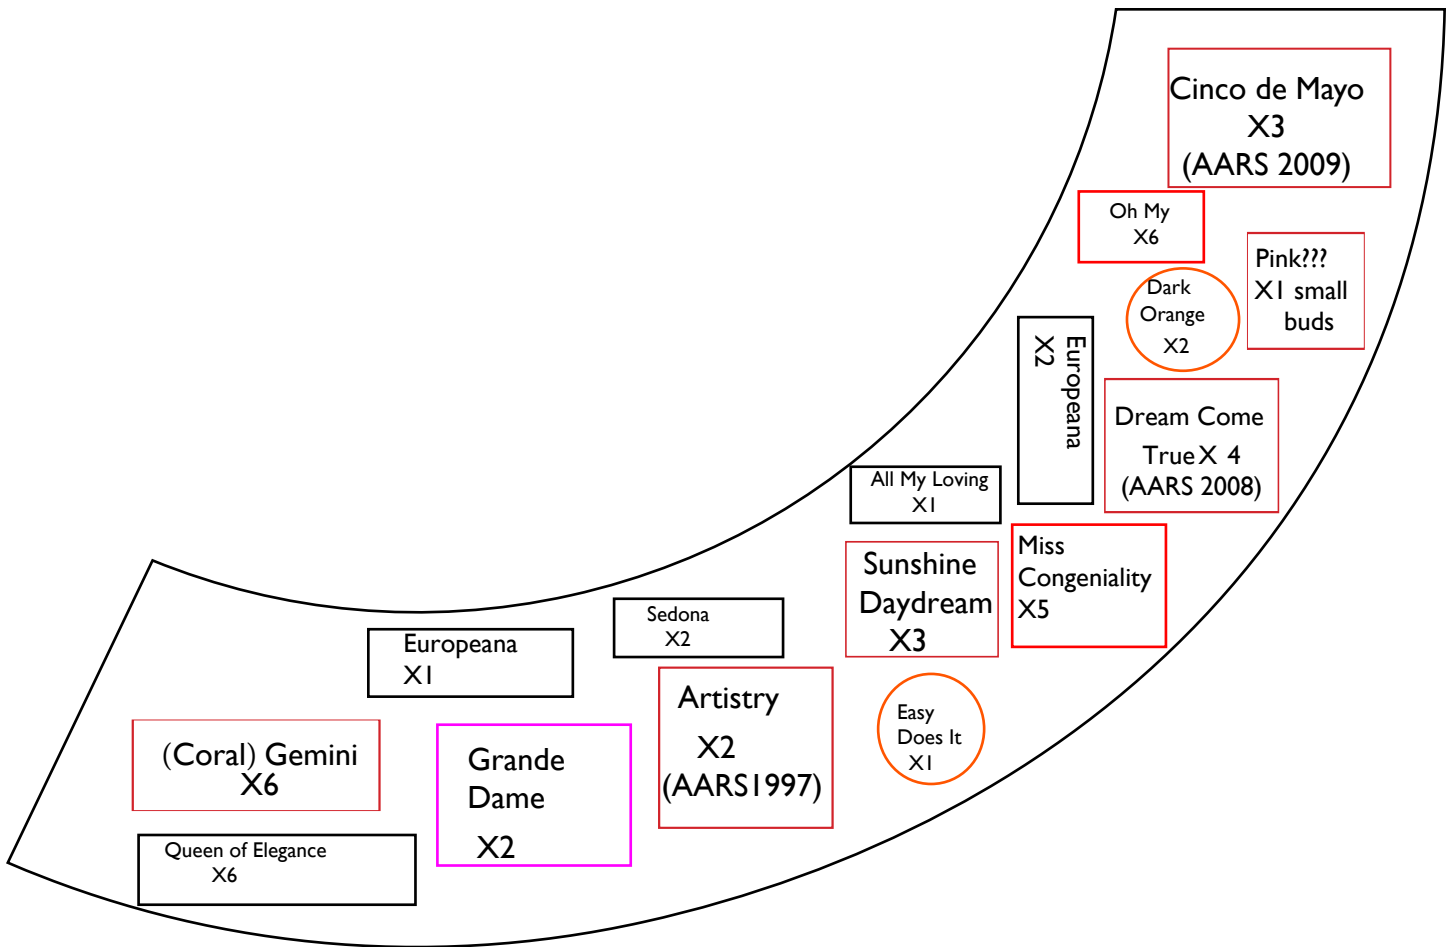 Cinco de Mayo
X3
(AARS 2009)
Oh My
X6
Pink???
X1 small
buds
Dark
Orange
X2
Europeana
X2
Dream Come
True X 4
(AARS 2008)
All My Loving
X1
Miss
Congeniality
X5
Sunshine
Daydream
X3
Sedona
X2
Europeana
X1
Artistry
X2
(AARS1997)
Easy
Does It
X1
(Coral) Gemini
X6
Grande
Dame
X2
Queen of Elegance
X6